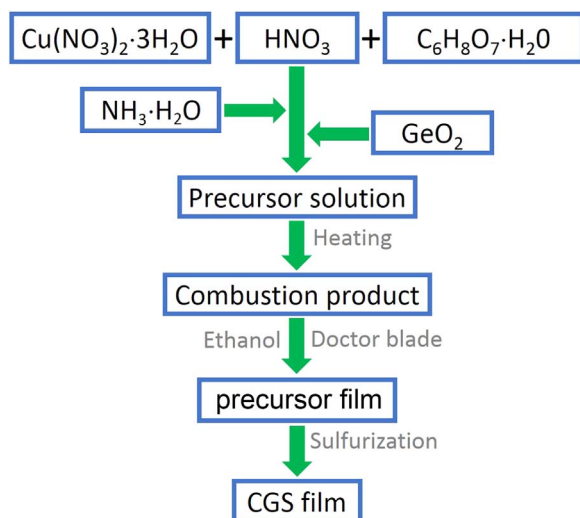 Cu(NO₃)₂·3H₂O + HNO₃ + C₆H₈O₇·H₂0
NH₃·H₂O
GeO₂
Precursor solution
Heating
Combustion product
Ethanol Doctor blade
precursor film
Sulfurization
CGS film